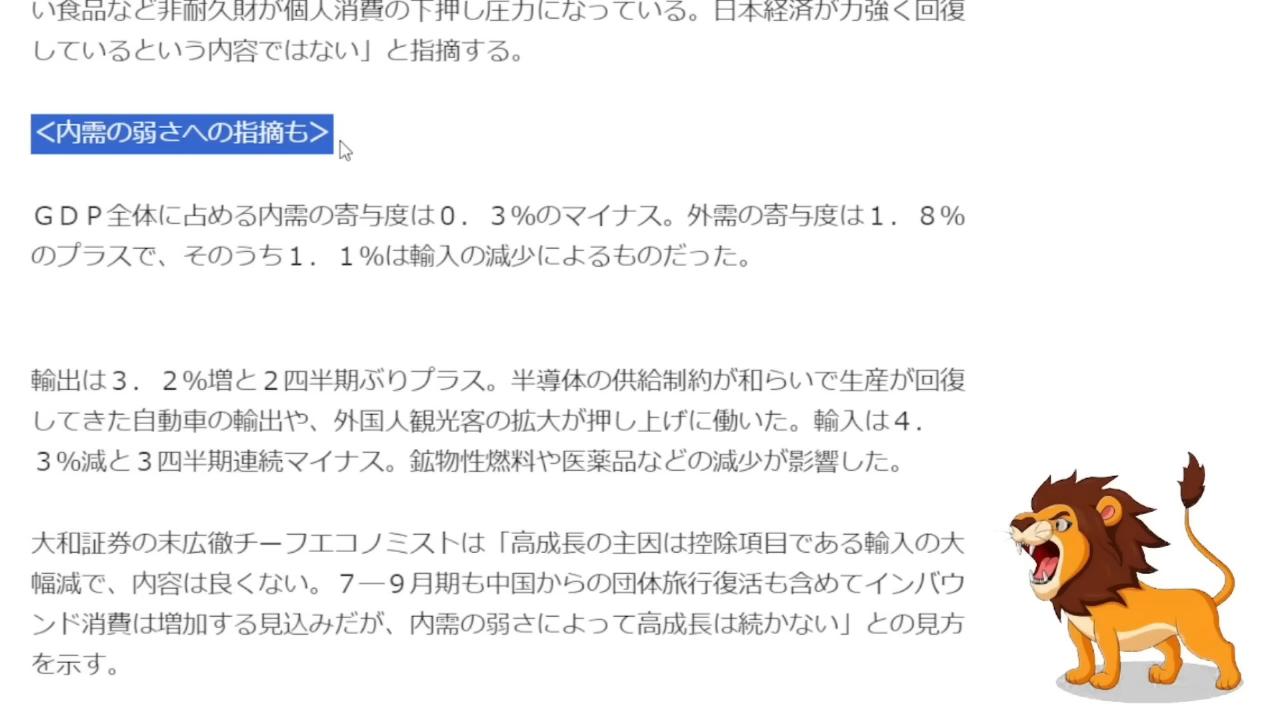 い食品など非耐久財が個人消費の下押し圧力になっている。日本経済が力強く回復
しているという内容ではない」と指摘する。
＜内需の弱さへの指摘も＞
ＧＤＰ全体に占める内需の寄与度は０．３％のマイナス。外需の寄与度は１．８％
のプラスで、そのうち１．１％は輸入の減少によるものだった。
輸出は３．２％増と２四半期ぶりプラス。半導体の供給制約が和らいで生産が回復
してきた自動車の輸出や、外国人観光客の拡大が押し上げに働いた。輸入は４．
３％減と３四半期連続マイナス。鉱物性燃料や医薬品などの減少が影響した。
大和証券の末広徹チーフエコノミストは「高成長の主因は控除項目である輸入の大
幅減で、内容は良くない。７―９月期も中国からの団体旅行復活も含めてインバウ
ンド消費は増加する見込みだが、内需の弱さによって高成長は続かない」との見方
を示す。